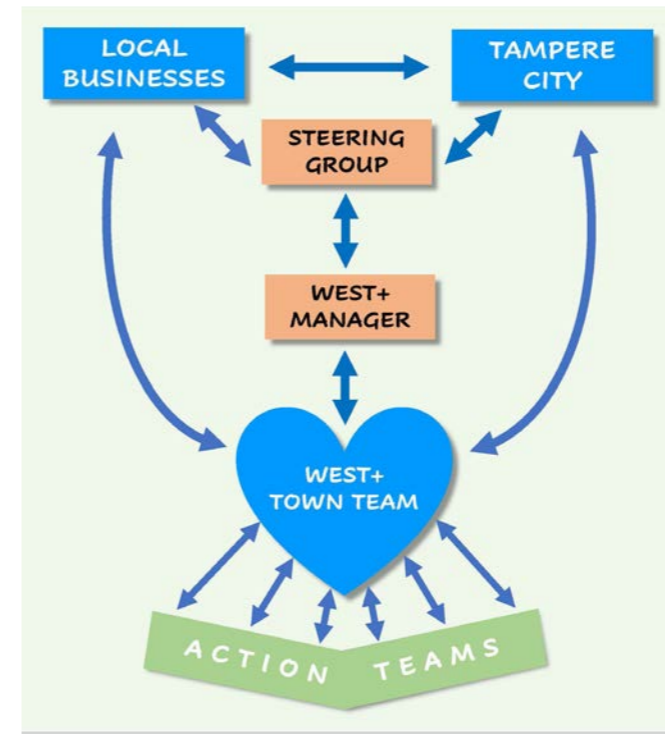 LOCAL
BUSINESSES
TAMPERE
CITY
STEERING
GROUP
WEST+
MANAGER
WEST+
TOWN TEAM
ACTION TEAMS